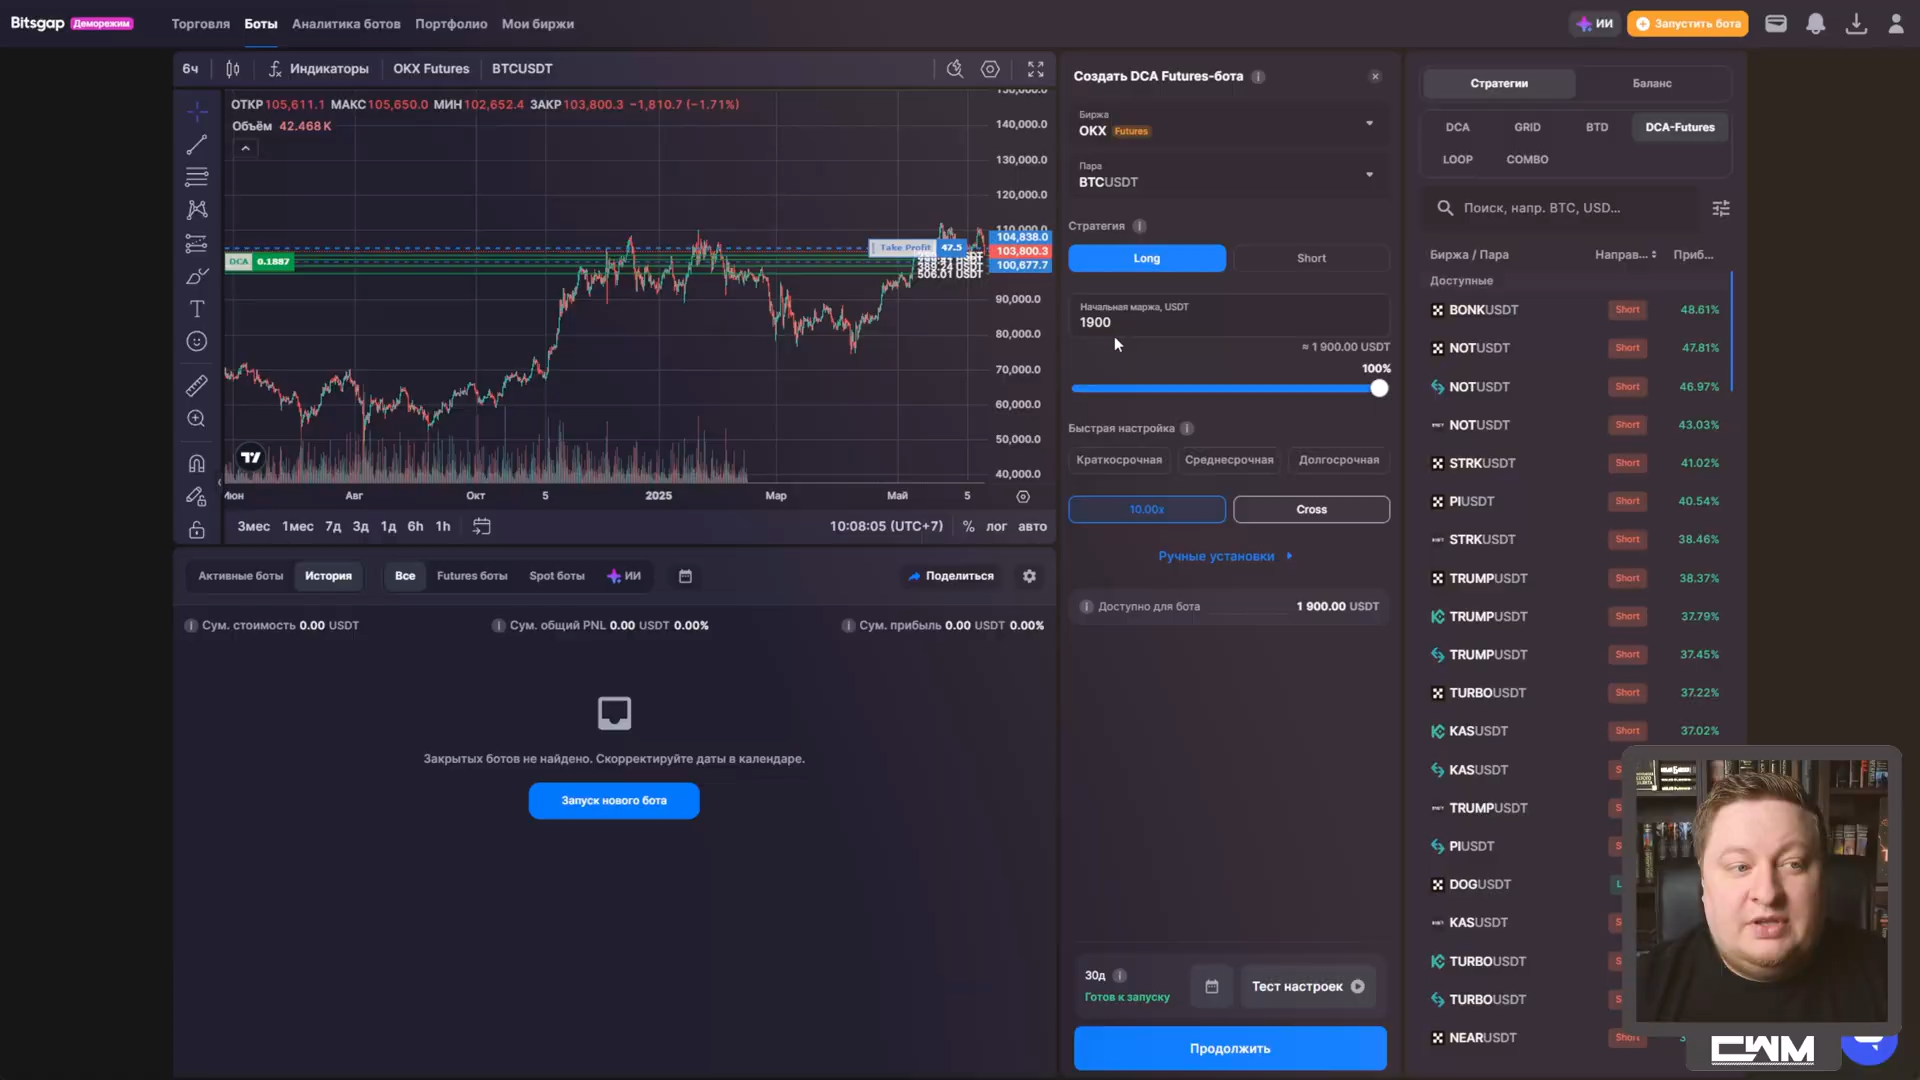 Bitsgap Деморежим
Торговля Боты Аналитика ботов Портфолио Мои биржи
ИИ Запустить бота
6ч Индикаторы OKX Futures BTCUSDT
ОТКР 105,611.1 МАКС 105,650.0 МИН 102,652.4 ЗАКР 103,800.3 −1,810.7 (−1.71%)
Объём 42.468 K
150,000.0
140,000.0
130,000.0
120,000.0
110,000.0
104,838.0
103,800.3
100,677.7
90,000.0
80,000.0
70,000.0
60,000.0
50,000.0
40,000.0
Take Profit 47.5
DCA 0.1887
Июн Авг Окт 5 2025 Мар Май 5
3мес 1мес 7д 3д 1д 6h 1h
10:08:05 (UTC+7) % лог авто
Активные боты История Все Futures боты Spot боты ИИ Поделиться
Сум. стоимость 0.00 USDT
Сум. общий PNL 0.00 USDT 0.00%
Сум. прибыль 0.00 USDT 0.00%
Закрытых ботов не найдено. Скорректируйте даты в календаре.
Запуск нового бота
Создать DCA Futures-бота
Биржа
OKX Futures
Пара
BTCUSDT
Стратегия
Long Short
Начальная маржа, USDT
1900
≈ 1 900.00 USDT
100%
Быстрая настройка
Краткосрочная Среднесрочная Долгосрочная
10.00x Cross
Ручные установки
Доступно для бота 1 900.00 USDT
30д
Готов к запуску
Тест настроек
Продолжить
Стратегии Баланс
DCA GRID BTD DCA-Futures
LOOP COMBO
Поиск, напр. BTC, USD...
Биржа / Пара Направ... Приб...
Доступные
BONKUSDT Short 48.61%
NOTUSDT Short 47.81%
NOTUSDT Short 46.97%
NOTUSDT Short 43.03%
STRKUSDT Short 41.02%
PIUSDT Short 40.54%
STRKUSDT Short 38.46%
TRUMPUSDT Short 38.37%
TRUMPUSDT Short 37.79%
TRUMPUSDT Short 37.45%
TURBOUSDT Short 37.22%
KASUSDT Short 37.02%
KASUSDT S
TRUMPUSDT S
PIUSDT S
DOGUSDT L
KASUSDT S
TURBOUSDT S
TURBOUSDT S
NEARUSDT Short 3
CWM